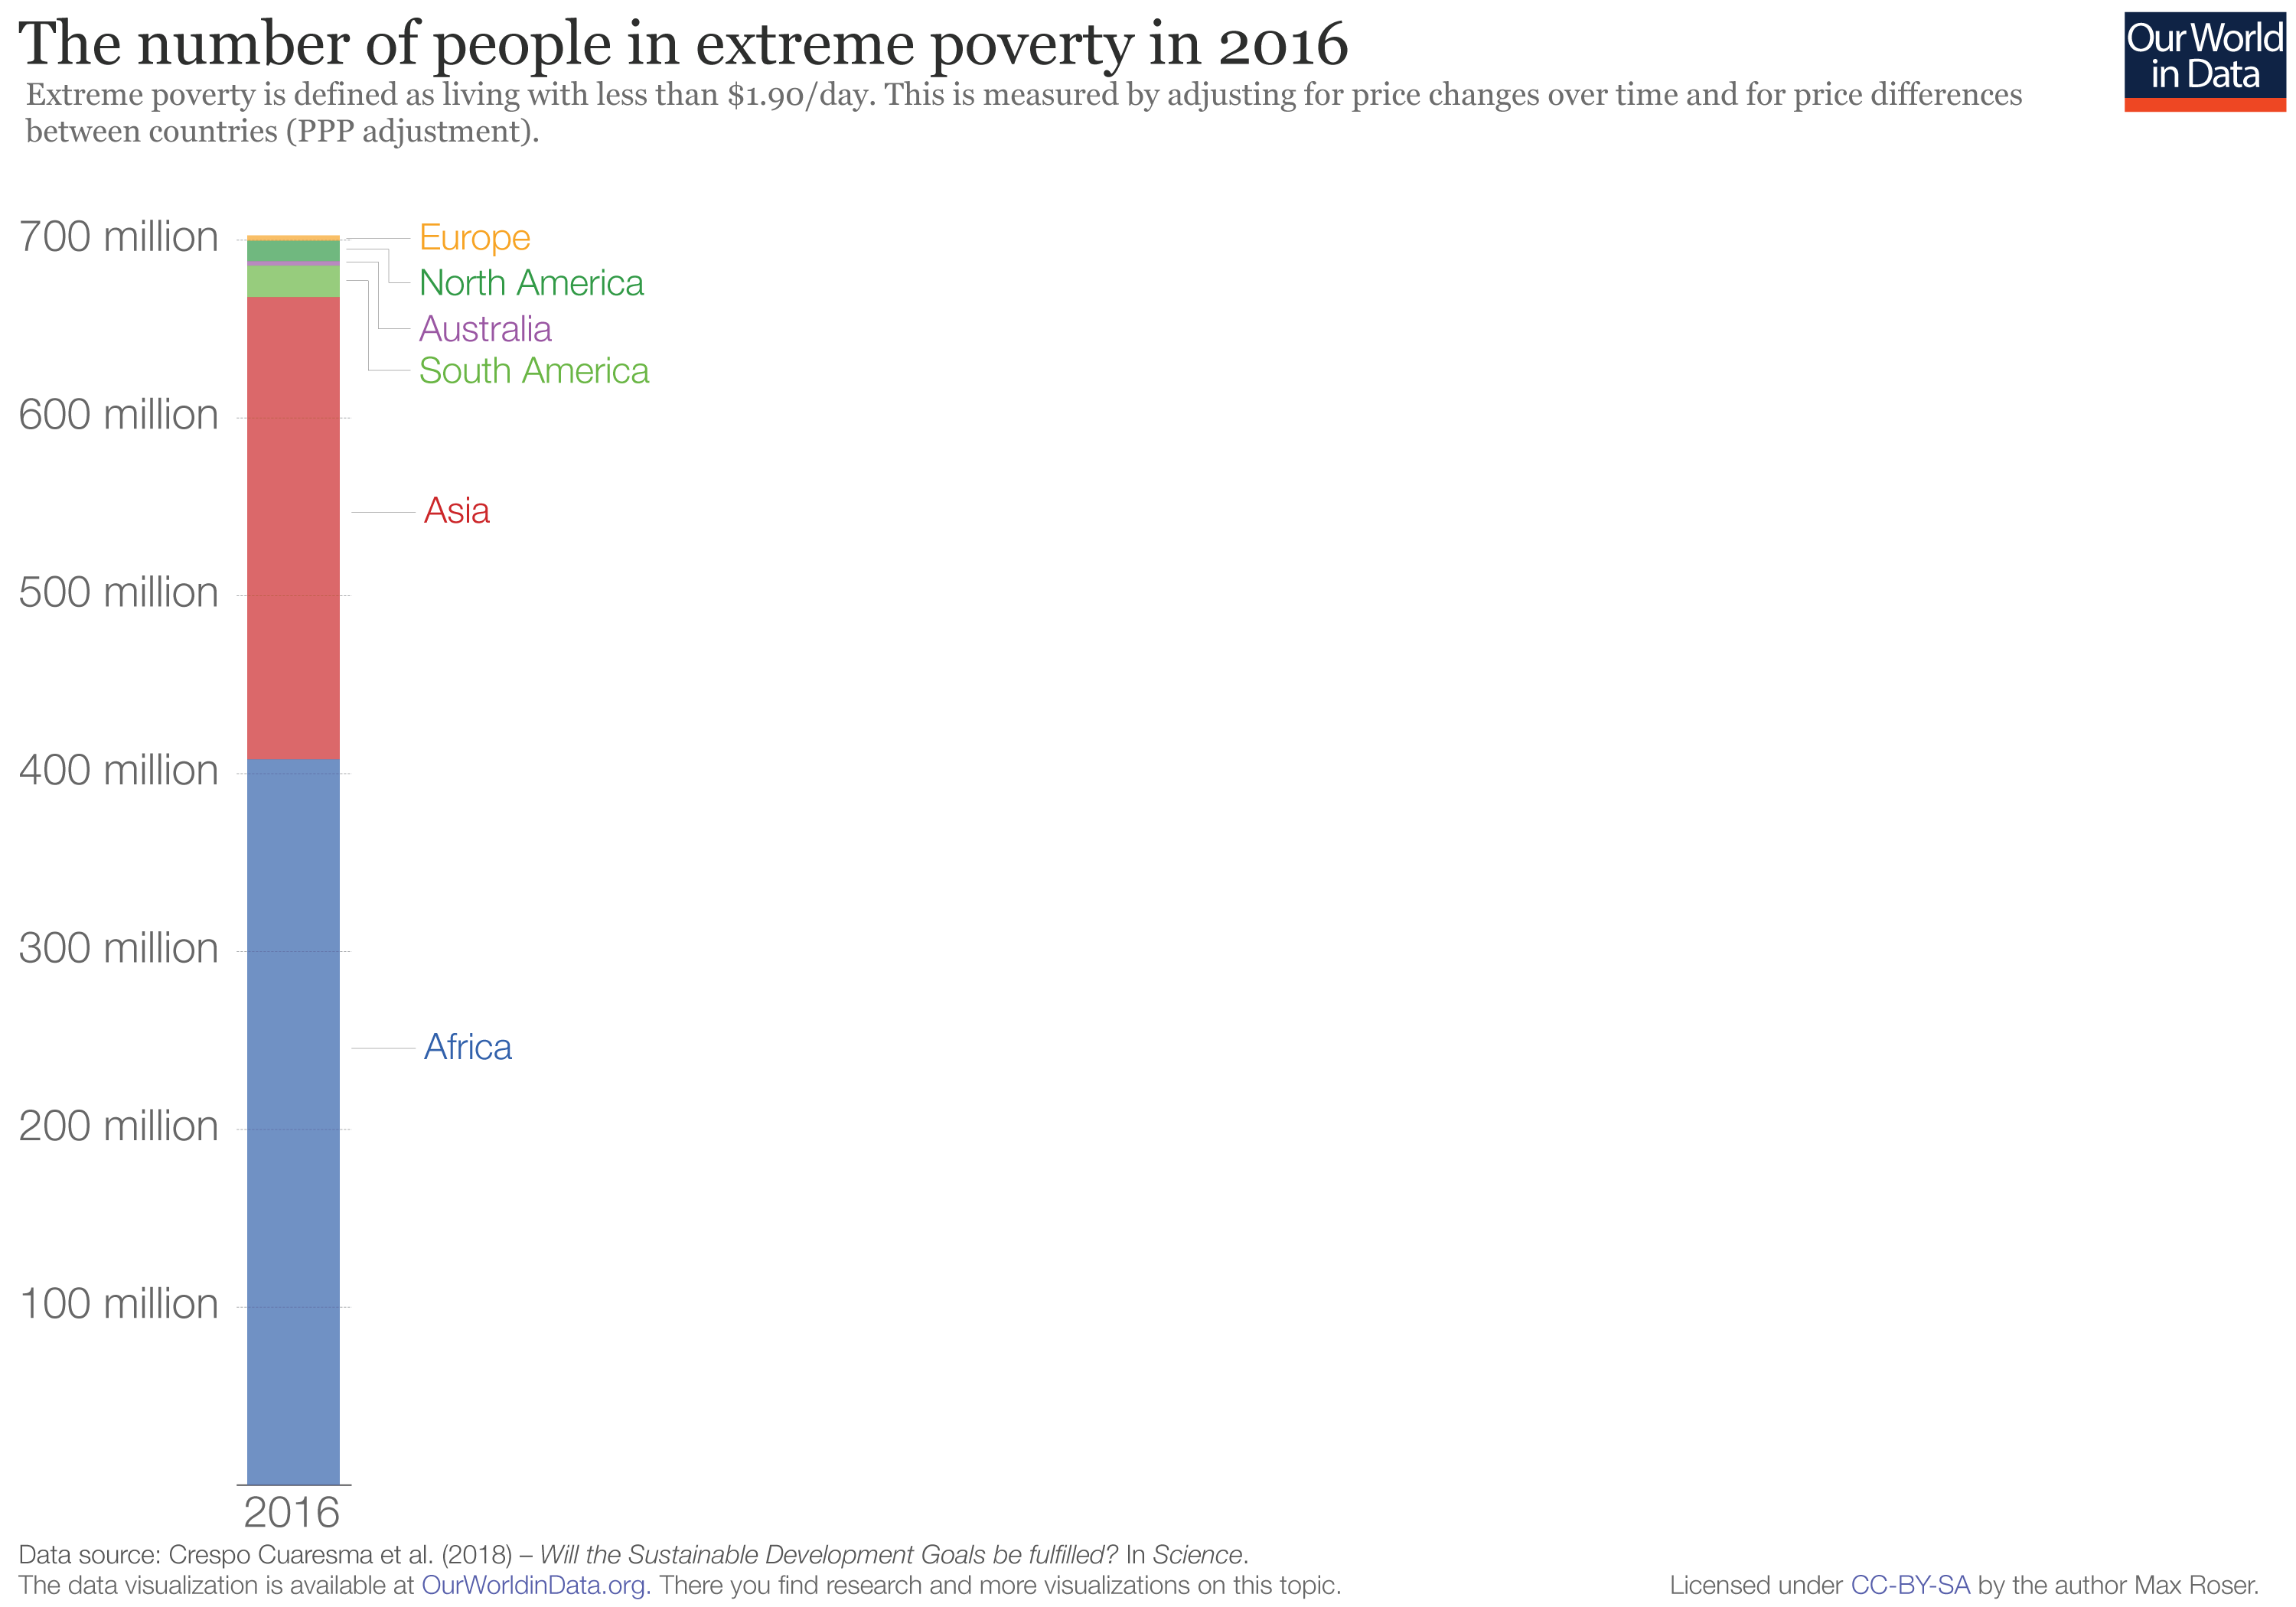 The number of people in extreme poverty in 2016
Our World
in Data
Extreme poverty is defined as living with less than $1.90/day. This is measured by adjusting for price changes over time and for price differences
between countries (PPP adjustment).
700 million
Europe
North America
Australia
South America
600 million
Asia
500 million
400 million
300 million
Africa
200 million
100 million
2016
Data source: Crespo Cuaresma et al. (2018) – Will the Sustainable Development Goals be fulfilled? In Science.
The data visualization is available at OurWorldinData.org. There you find research and more visualizations on this topic.
Licensed under CC-BY-SA by the author Max Roser.